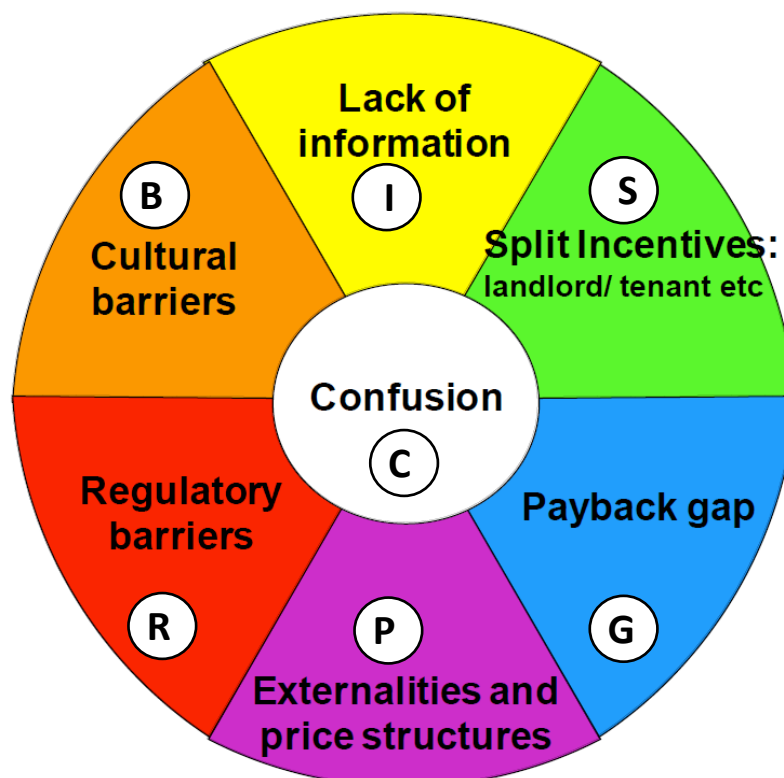 Lack of
information
I
S
Split Incentives:
landlord/ tenant etc
B
Cultural
barriers
Confusion
C
Payback gap
G
Regulatory
barriers
R
P
Externalities and
price structures